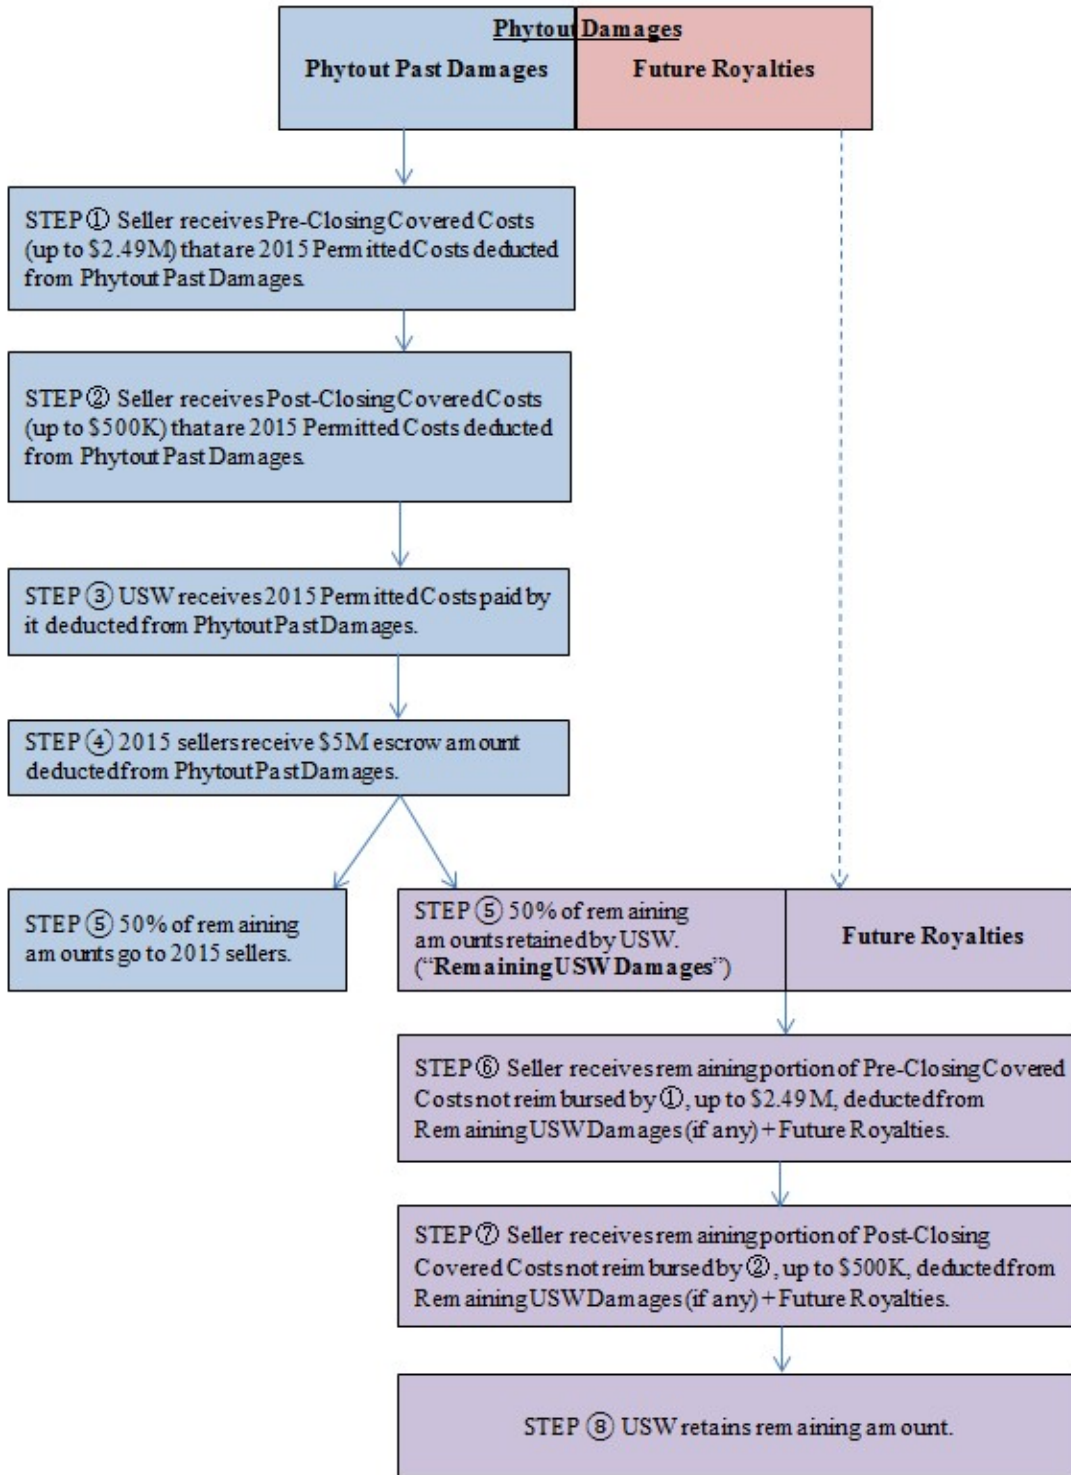 Phytout Damages
Phytout Past Damages
Future Royalties
STEP ① Seller receives Pre-Closing Covered Costs
(up to $2.49M) that are 2015 Permitted Costs deducted
from Phytout Past Damages.
STEP ② Seller receives Post-Closing Covered Costs
(up to $500K) that are 2015 Permitted Costs deducted
from Phytout Past Damages.
STEP ③ USW receives 2015 Permitted Costs paid by
it deducted from Phytout Past Damages.
STEP ④ 2015 sellers receive $5M escrow amount
deducted from Phytout Past Damages.
STEP ⑤ 50% of remaining
amounts go to 2015 sellers.
STEP ⑤ 50% of remaining
amounts retained by USW.
(“Remaining USW Damages”)
Future Royalties
STEP ⑥ Seller receives remaining portion of Pre-Closing Covered
Costs not reimbursed by ①, up to $2.49M, deducted from
Remaining USW Damages (if any) + Future Royalties.
STEP ⑦ Seller receives remaining portion of Post-Closing
Covered Costs not reimbursed by ②, up to $500K, deducted from
Remaining USW Damages (if any) + Future Royalties.
STEP ⑧ USW retains remaining amount.